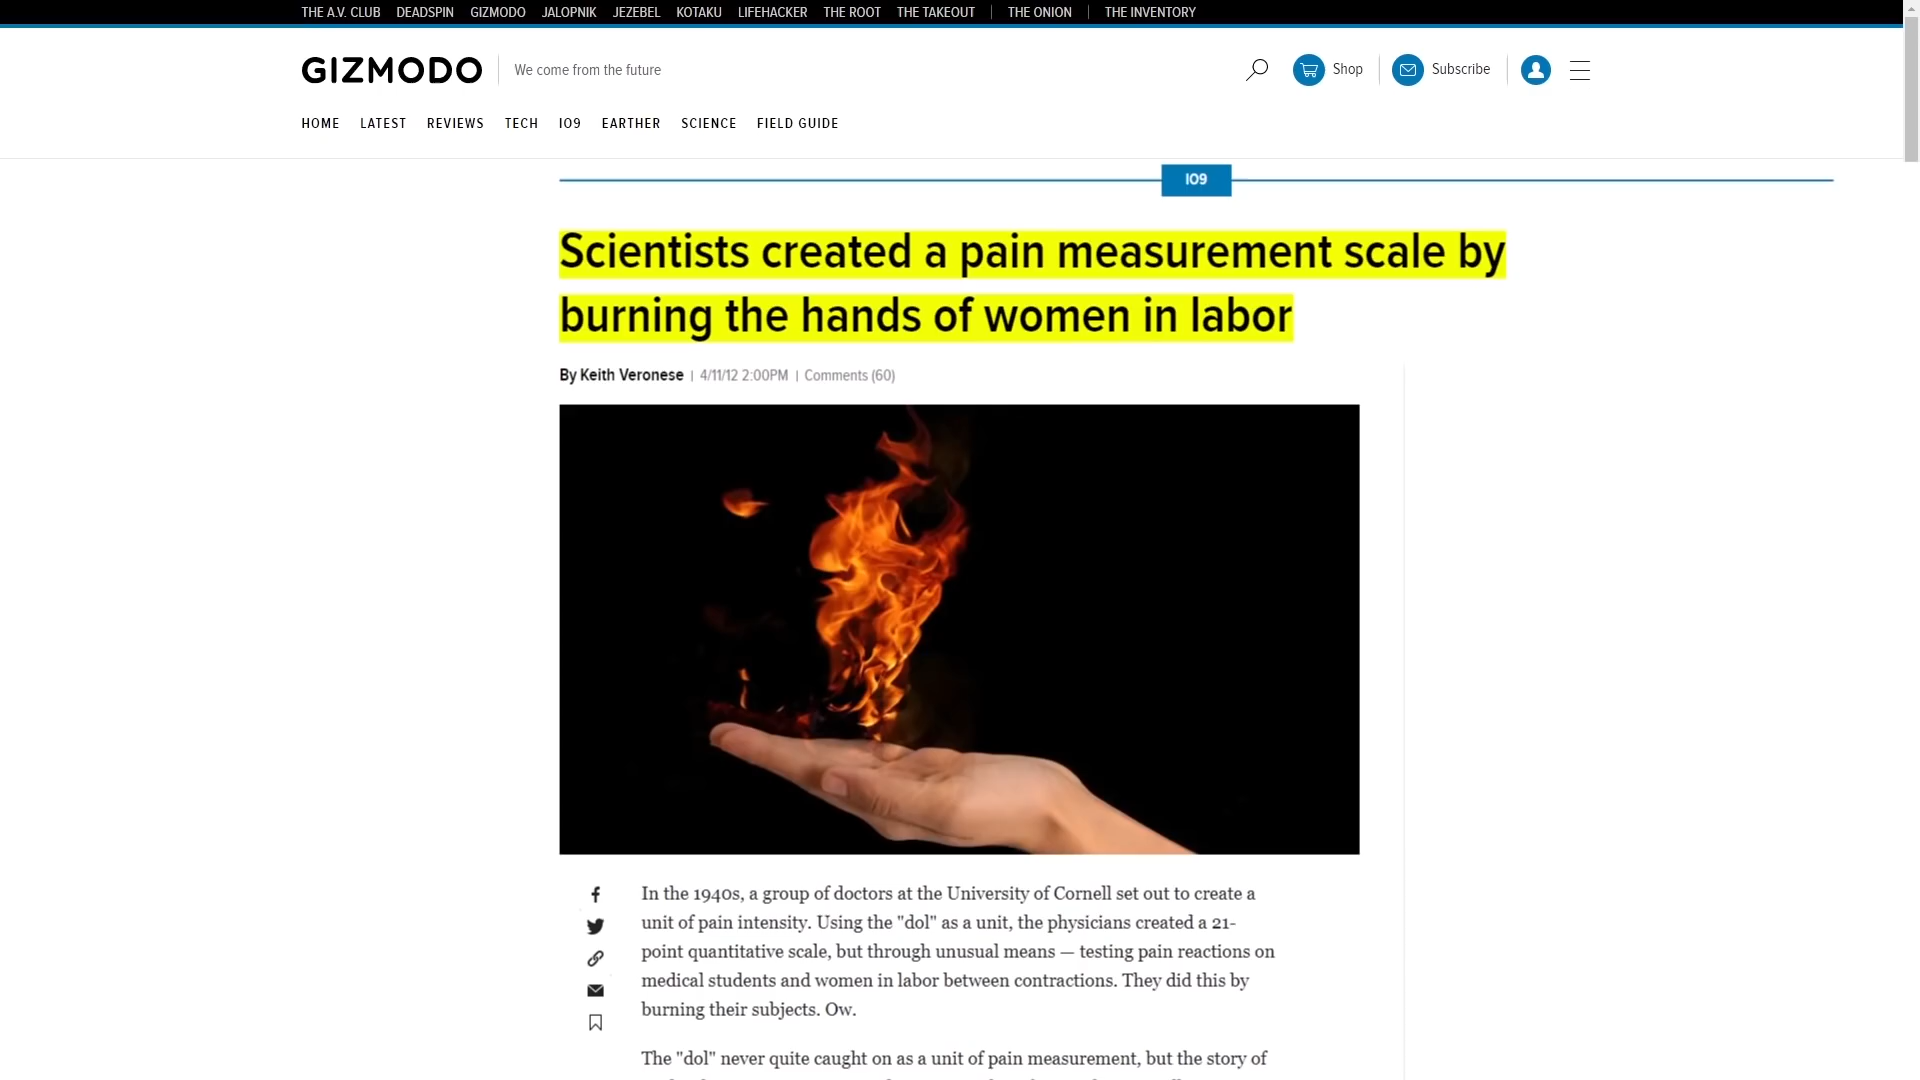 THE A.V. CLUB DEADSPIN GIZMODO JALOPNIK JEZEBEL KOTAKU LIFEHACKER THE ROOT THE TAKEOUT | THE ONION | THE INVENTORY
GIZMODO We come from the future Shop Subscribe
HOME LATEST REVIEWS TECH IO9 EARTHER SCIENCE FIELD GUIDE
IO9
Scientists created a pain measurement scale by
burning the hands of women in labor
By Keith Veronese | 4/11/12 2:00PM | Comments (60)
In the 1940s, a group of doctors at the University of Cornell set out to create a
unit of pain intensity. Using the "dol" as a unit, the physicians created a 21-
point quantitative scale, but through unusual means — testing pain reactions on
medical students and women in labor between contractions. They did this by
burning their subjects. Ow.
The "dol" never quite caught on as a unit of pain measurement, but the story of